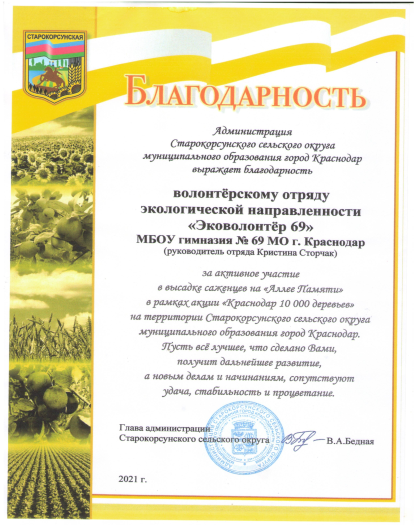 СТАРОКОРСУНСКАЯ
БЛАГОДАРНОСТЬ
Администрация
Старокорсунского сельского округа
муниципального образования город Краснодар
выражает благодарность
волонтёрскому отряду
экологической направленности
«Эковолонтёр 69»
МБОУ гимназия № 69 МО г. Краснодар
(руководитель отряда Кристина Сторчак)
за активное участие
в высадке саженцев на «Аллее Памяти»
в рамках акции «Краснодар 10 000 деревьев»
на территории Старокорсунского сельского округа
муниципального образования город Краснодар.
Пусть всё лучшее, что сделано Вами,
получит дальнейшее развитие,
а новым делам и начинаниям, сопутствуют
удача, стабильность и процветание.
Глава администрации
Старокорсунского сельского округа
В.А.Бедная
2021 г.